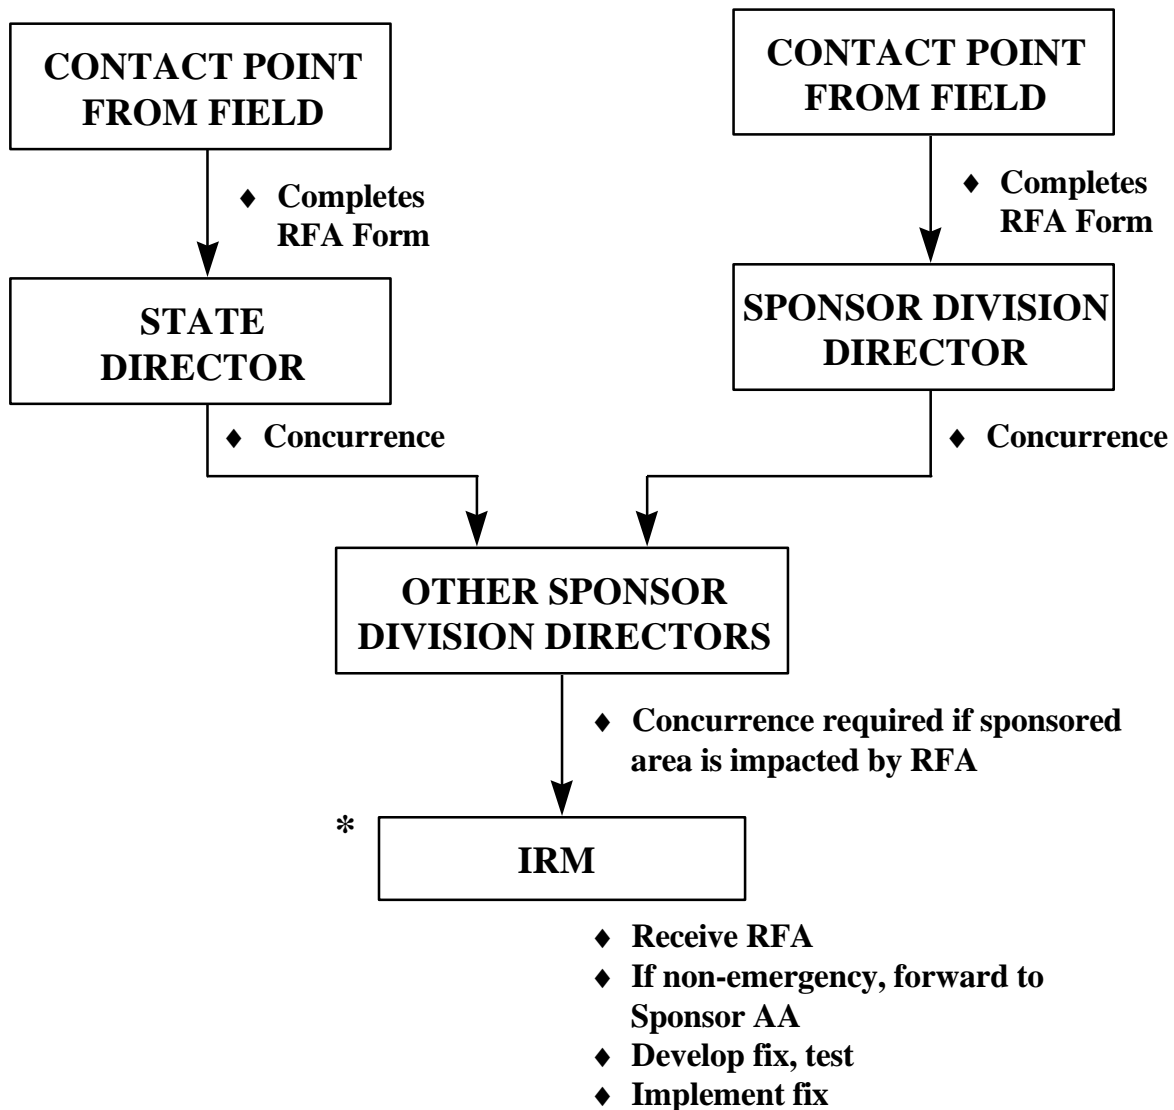 CONTACT POINT
FROM FIELD
CONTACT POINT
FROM FIELD
♦ Completes
RFA Form
♦ Completes
RFA Form
STATE
DIRECTOR
SPONSOR DIVISION
DIRECTOR
♦ Concurrence
♦ Concurrence
OTHER SPONSOR
DIVISION DIRECTORS
♦ Concurrence required if sponsored
area is impacted by RFA
*
IRM
♦ Receive RFA
♦ If non-emergency, forward to
Sponsor AA
♦ Develop fix, test
♦ Implement fix